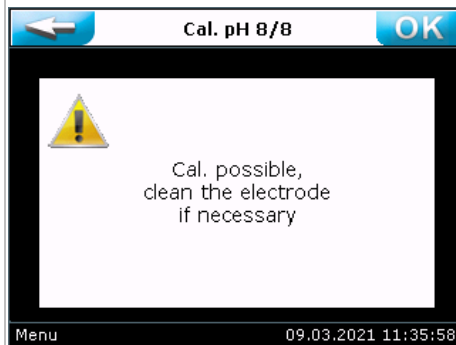 Cal. pH 8/8
OK
Cal. possible,
clean the electrode
if necessary
Menu
09.03.2021 11:35:58